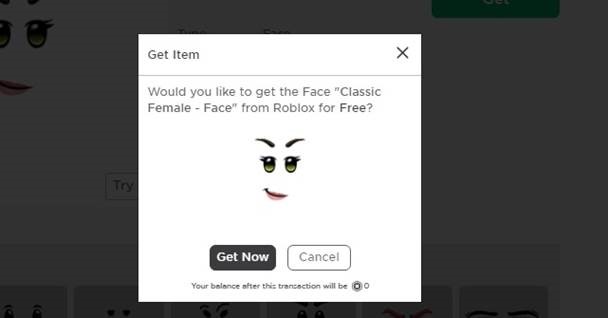 Get
Type
Face
Get Item
Would you like to get the Face "Classic
Female - Face" from Roblox for Free?
Try
Get Now
Cancel
Your balance after this transaction will be 0